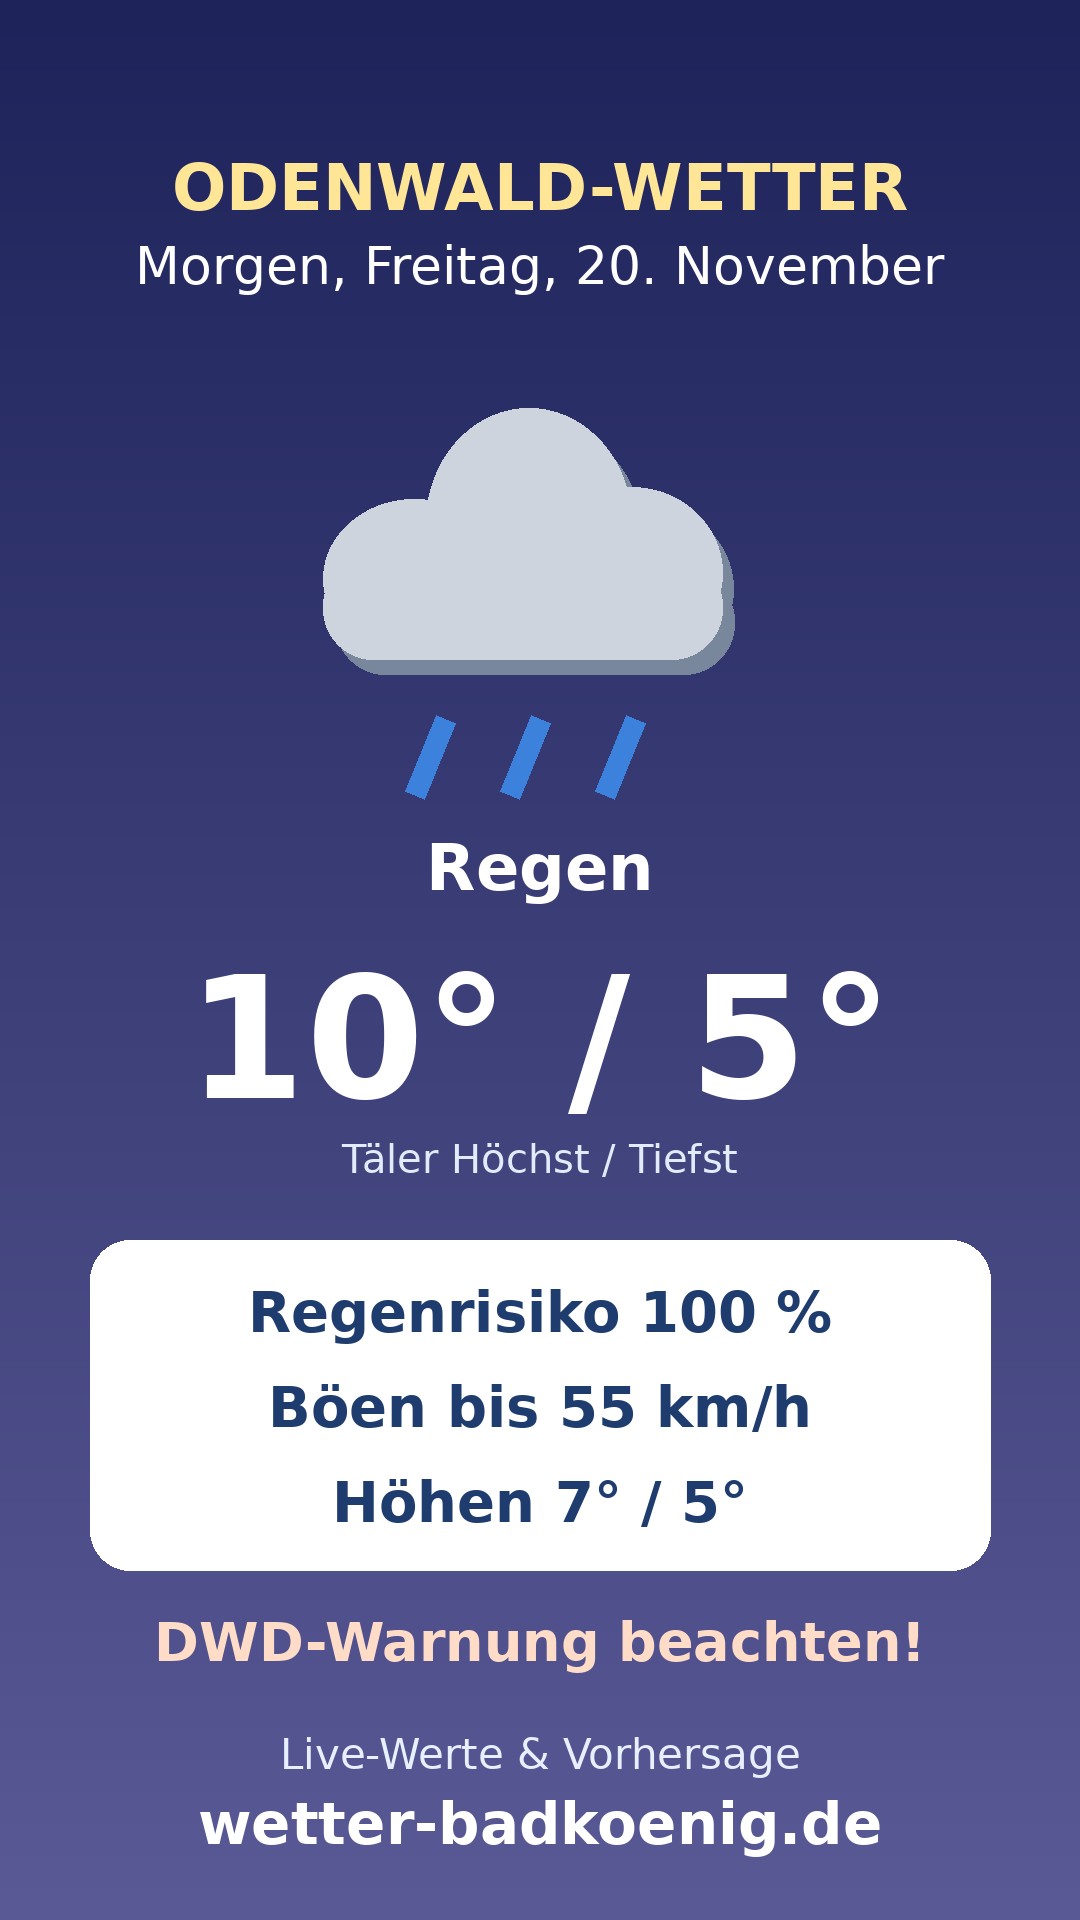 ODENWALD-WETTER
Morgen, Freitag, 20. November
Regen
10° / 5°
Täler Höchst / Tiefst
Regenrisiko 100 %
Böen bis 55 km/h
Höhen 7° / 5°
DWD-Warnung beachten!
Live-Werte & Vorhersage
wetter-badkoenig.de